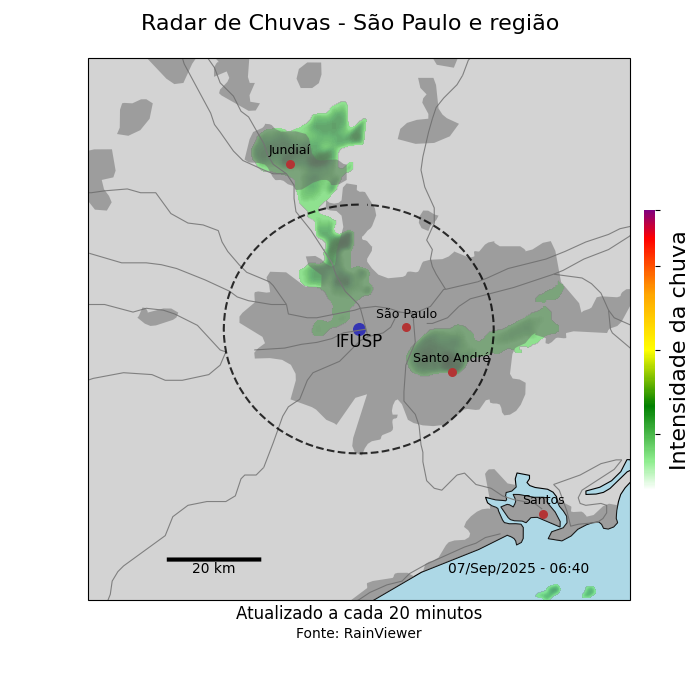 Radar de Chuvas - São Paulo e região
Jundiaí
São Paulo
IFUSP
Santo André
Santos
20 km
07/Sep/2025 - 06:40
Intensidade da chuva
Atualizado a cada 20 minutos
Fonte: RainViewer